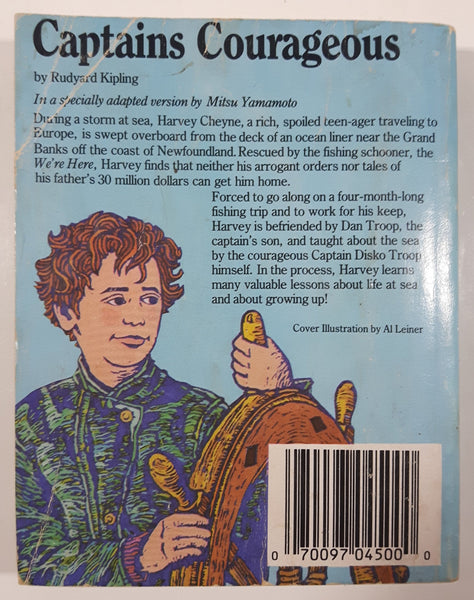 Captains Courageous
by Rudyard Kipling
In a specially adapted version by Mitsu Yamamoto
During a storm at sea, Harvey Cheyne, a rich, spoiled teen-ager traveling to
Europe, is swept overboard from the deck of an ocean liner near the Grand
Banks off the coast of Newfoundland. Rescued by the fishing schooner, the
We're Here, Harvey finds that neither his arrogant orders nor tales of
his father's 30 million dollars can get him home.
Forced to go along on a four-month-long
fishing trip and to work for his keep,
Harvey is befriended by Dan Troop, the
captain's son, and taught about the sea
by the courageous Captain Disko Troop
himself. In the process, Harvey learns
many valuable lessons about life at sea
and about growing up!
Cover Illustration by Al Leiner
0 70097 04500 0